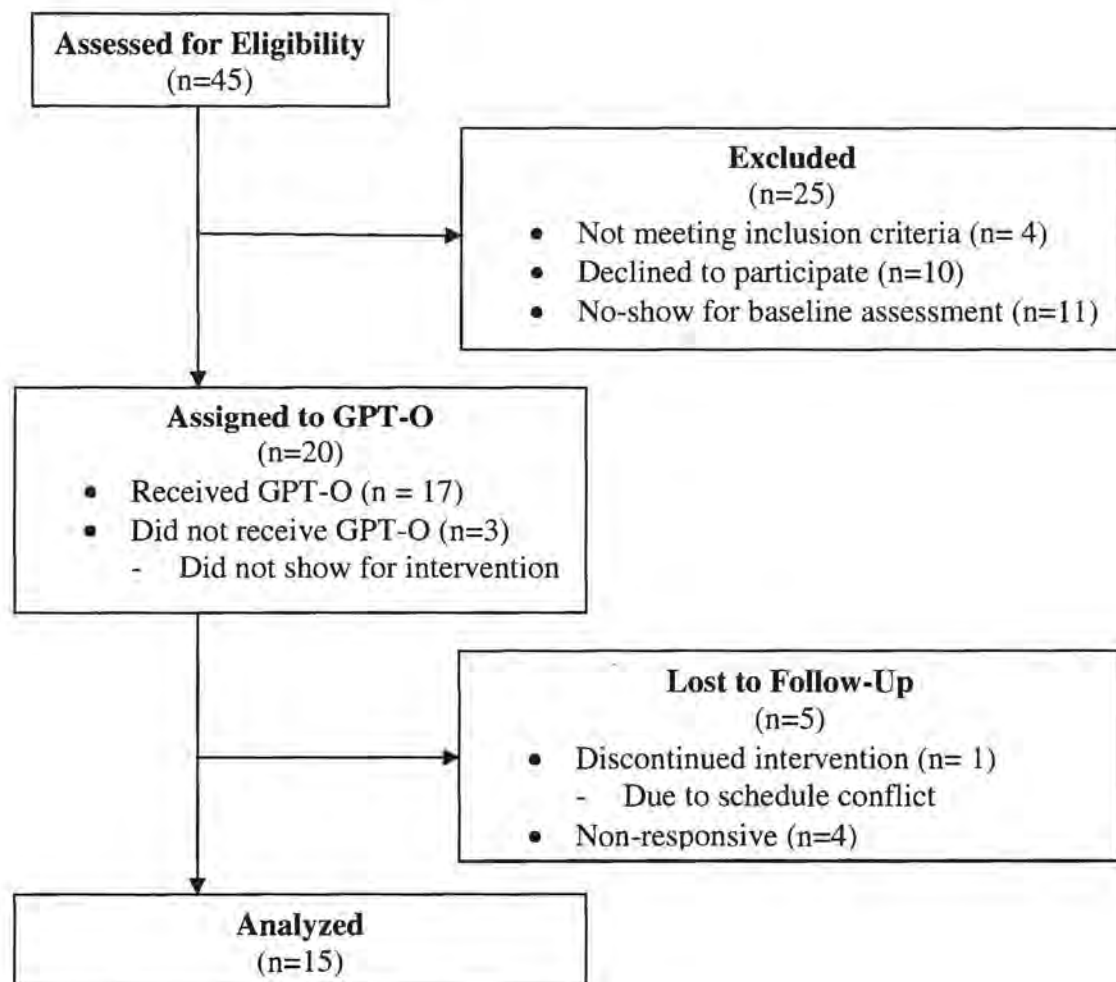 Assessed for Eligibility
(n=45)
Excluded
(n=25)
• Not meeting inclusion criteria (n= 4)
• Declined to participate (n=10)
• No-show for baseline assessment (n=11)
Assigned to GPT-O
(n=20)
• Received GPT-O (n = 17)
• Did not receive GPT-O (n=3)
- Did not show for intervention
Lost to Follow-Up
(n=5)
• Discontinued intervention (n= 1)
- Due to schedule conflict
• Non-responsive (n=4)
Analyzed
(n=15)